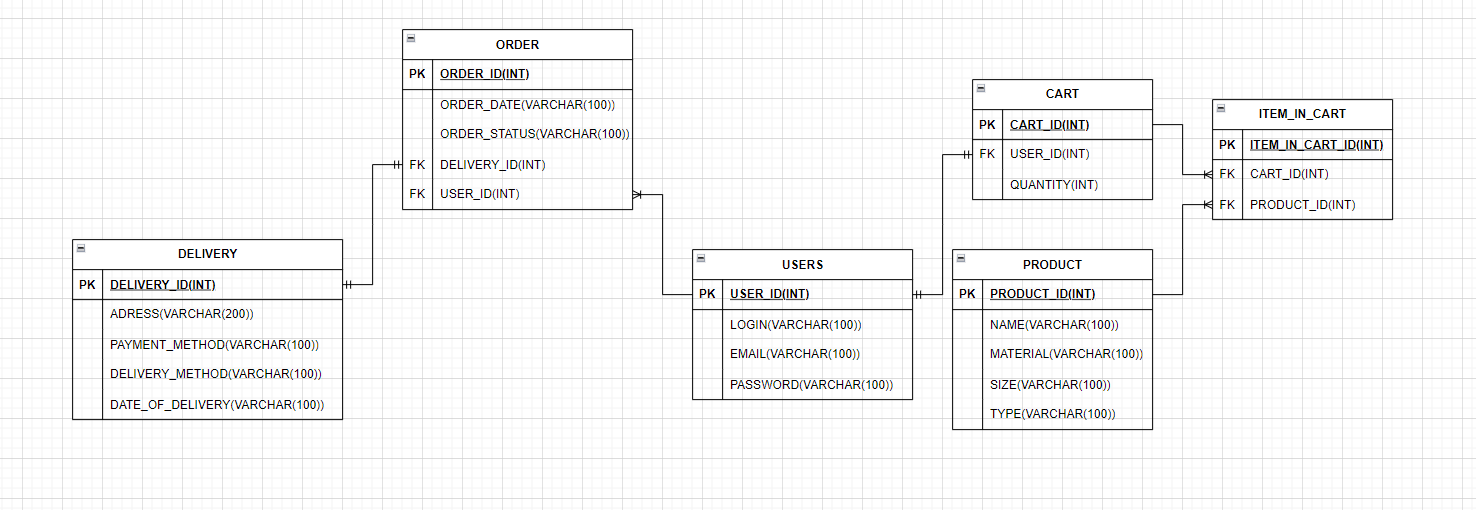 ORDER
PK ORDER_ID(INT)
ORDER_DATE(VARCHAR(100))
ORDER_STATUS(VARCHAR(100))
FK DELIVERY_ID(INT)
FK USER_ID(INT)
DELIVERY
PK DELIVERY_ID(INT)
ADRESS(VARCHAR(200))
PAYMENT_METHOD(VARCHAR(100))
DELIVERY_METHOD(VARCHAR(100))
DATE_OF_DELIVERY(VARCHAR(100))
USERS
PK USER_ID(INT)
LOGIN(VARCHAR(100))
EMAIL(VARCHAR(100))
PASSWORD(VARCHAR(100))
CART
PK CART_ID(INT)
FK USER_ID(INT)
QUANTITY(INT)
PRODUCT
PK PRODUCT_ID(INT)
NAME(VARCHAR(100))
MATERIAL(VARCHAR(100))
SIZE(VARCHAR(100))
TYPE(VARCHAR(100))
ITEM_IN_CART
PK ITEM_IN_CART_ID(INT)
FK CART_ID(INT)
FK PRODUCT_ID(INT)